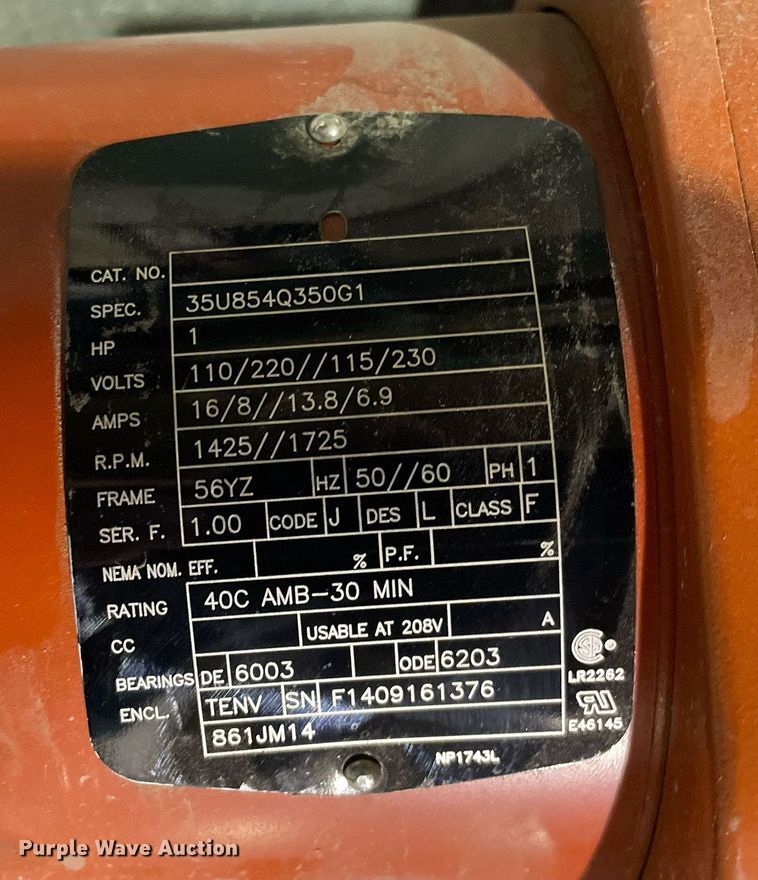 CAT. NO.
SPEC. 35U854Q350G1
HP 1
VOLTS 110/220//115/230
AMPS 16/8//13.8/6.9
R.P.M. 1425//1725
FRAME 56YZ HZ 50//60 PH 1
SER. F. 1.00 CODE J DES L CLASS F
NEMA NOM. EFF. % P.F. %
RATING 40C AMB-30 MIN
CC USABLE AT 208V A
BEARINGS DE 6003 ODE 6203
ENCL. TENV SN F1409161376
861JM14
LR2262
E46145
NP1743L
Purple Wave Auction